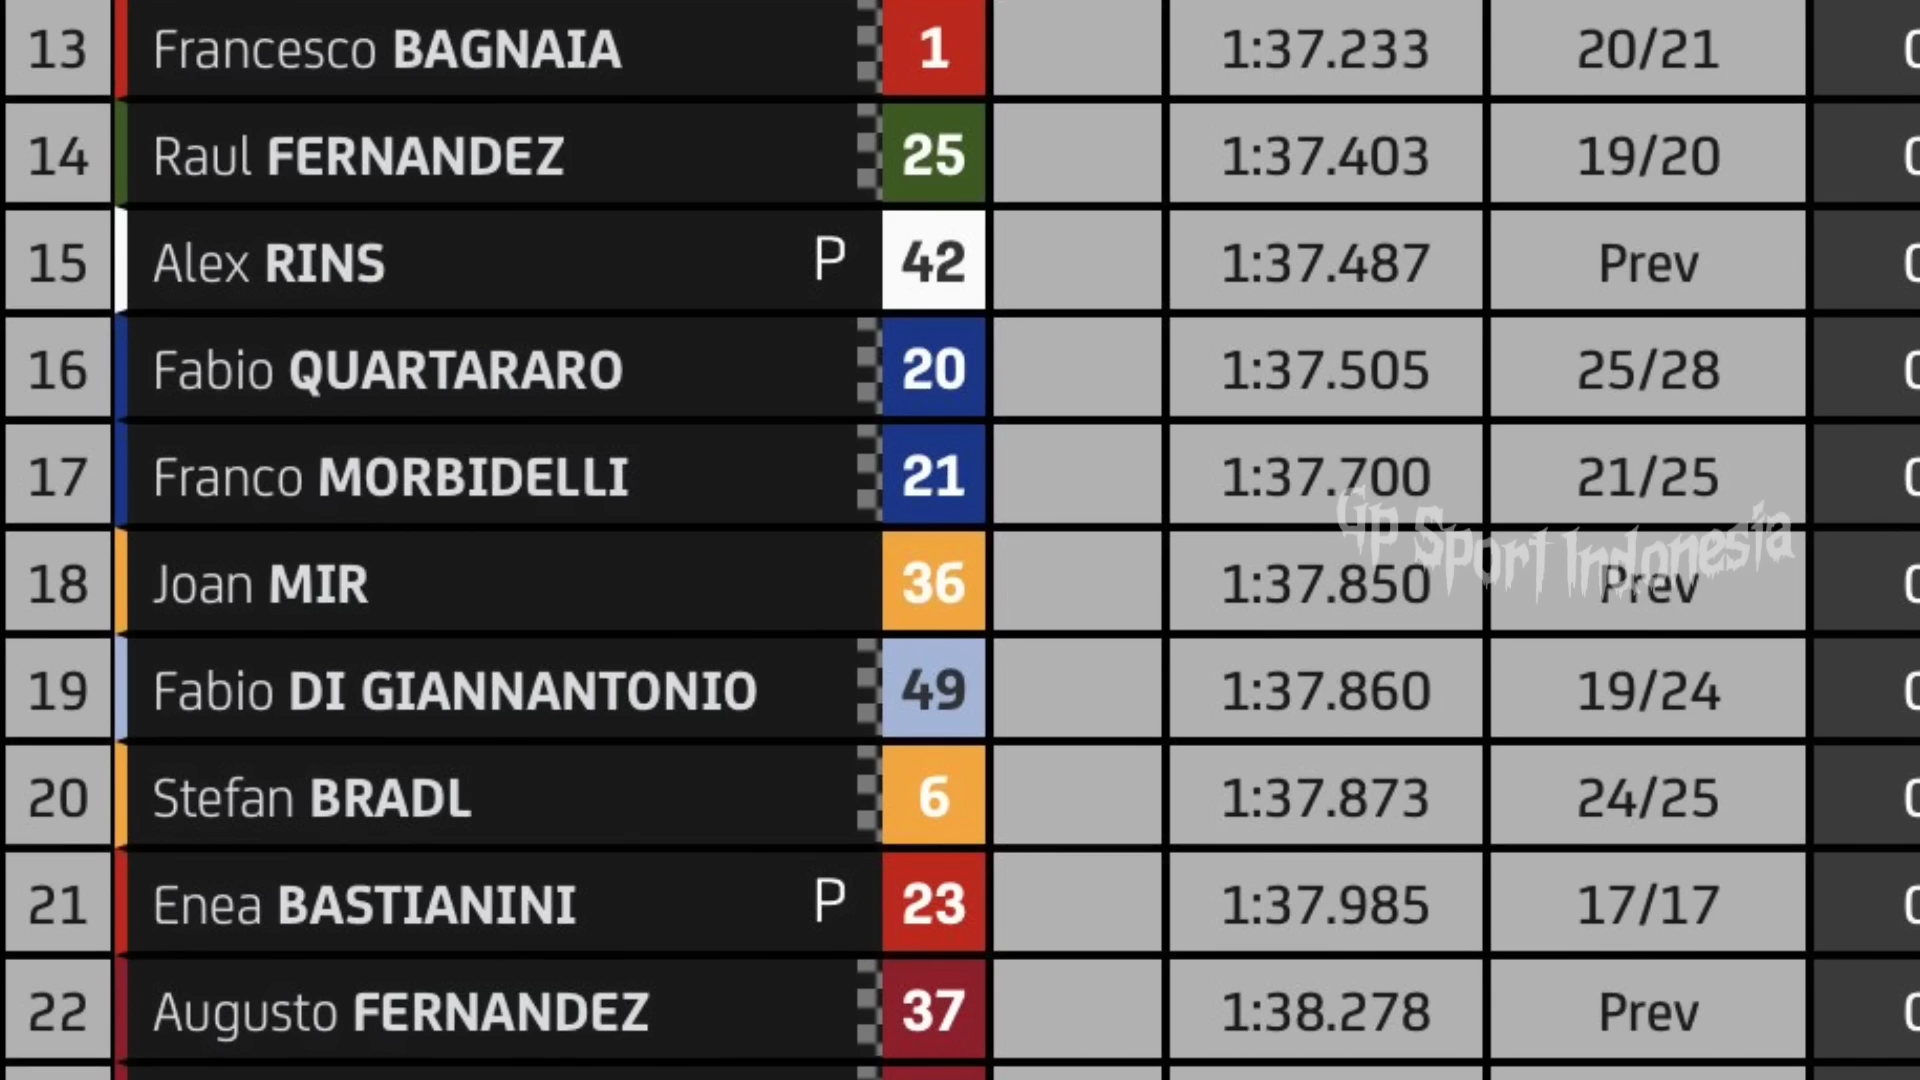 13 Francesco BAGNAIA 1 1:37.233 20/21
14 Raul FERNANDEZ 25 1:37.403 19/20
15 Alex RINS P 42 1:37.487 Prev
16 Fabio QUARTARARO 20 1:37.505 25/28
17 Franco MORBIDELLI 21 1:37.700 21/25
Gp Sport Indonesia
18 Joan MIR 36 1:37.850 Prev
19 Fabio DI GIANNANTONIO 49 1:37.860 19/24
20 Stefan BRADL 6 1:37.873 24/25
21 Enea BASTIANINI P 23 1:37.985 17/17
22 Augusto FERNANDEZ 37 1:38.278 Prev